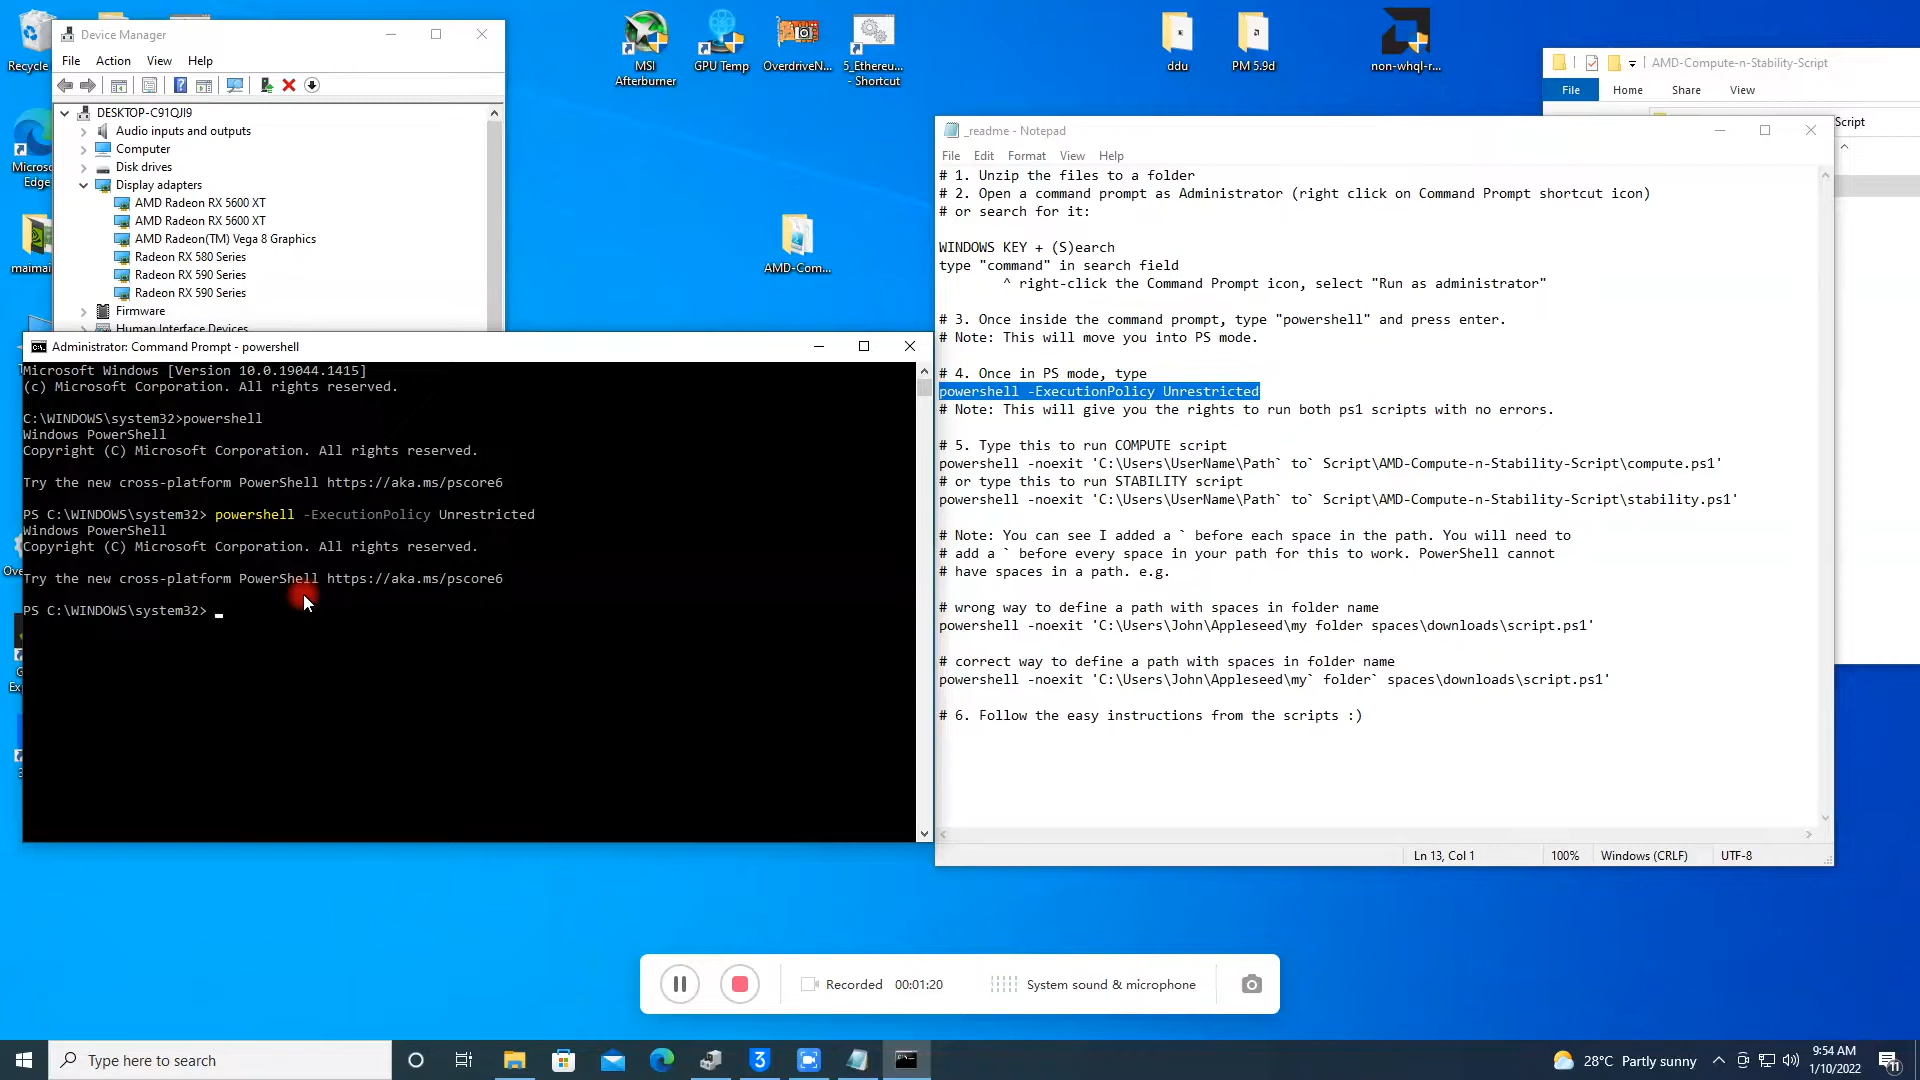 Recycle
Microso
Edge
maimai
Device Manager
File Action View Help
DESKTOP-C91QJI9
Audio inputs and outputs
Computer
Disk drives
Display adapters
AMD Radeon RX 5600 XT
AMD Radeon RX 5600 XT
AMD Radeon(TM) Vega 8 Graphics
Radeon RX 580 Series
Radeon RX 590 Series
Radeon RX 590 Series
Firmware
Human Interface Devices
MSI
Afterburner
GPU Temp
OverdriveN...
5_Ethereu...
- Shortcut
ddu
PM 5.9d
non-whql-r...
AMD-Com...
AMD-Compute-n-Stability-Script
File Home Share View
Script
Administrator: Command Prompt - powershell
Microsoft Windows [Version 10.0.19044.1415]
(c) Microsoft Corporation. All rights reserved.
C:\WINDOWS\system32>powershell
Windows PowerShell
Copyright (C) Microsoft Corporation. All rights reserved.
Try the new cross-platform PowerShell https://aka.ms/pscore6
PS C:\WINDOWS\system32> powershell -ExecutionPolicy Unrestricted
Windows PowerShell
Copyright (C) Microsoft Corporation. All rights reserved.
Try the new cross-platform PowerShell https://aka.ms/pscore6
PS C:\WINDOWS\system32> _
_readme - Notepad
File Edit Format View Help
# 1. Unzip the files to a folder
# 2. Open a command prompt as Administrator (right click on Command Prompt shortcut icon)
# or search for it:
WINDOWS KEY + (S)earch
type "command" in search field
^ right-click the Command Prompt icon, select "Run as administrator"
# 3. Once inside the command prompt, type "powershell" and press enter.
# Note: This will move you into PS mode.
# 4. Once in PS mode, type
powershell -ExecutionPolicy Unrestricted
# Note: This will give you the rights to run both ps1 scripts with no errors.
# 5. Type this to run COMPUTE script
powershell -noexit 'C:\Users\UserName\Path` to` Script\AMD-Compute-n-Stability-Script\compute.ps1'
# or type this to run STABILITY script
powershell -noexit 'C:\Users\UserName\Path` to` Script\AMD-Compute-n-Stability-Script\stability.ps1'
# Note: You can see I added a ` before each space in the path. You will need to
# add a ` before every space in your path for this to work. PowerShell cannot
# have spaces in a path. e.g.
# wrong way to define a path with spaces in folder name
powershell -noexit 'C:\Users\John\Appleseed\my folder spaces\downloads\script.ps1'
# correct way to define a path with spaces in folder name
powershell -noexit 'C:\Users\John\Appleseed\my` folder` spaces\downloads\script.ps1'
# 6. Follow the easy instructions from the scripts :)
Ln 13, Col 1 100% Windows (CRLF) UTF-8
Recorded 00:01:20 System sound & microphone
Type here to search
28°C Partly sunny
9:54 AM
1/10/2022
11